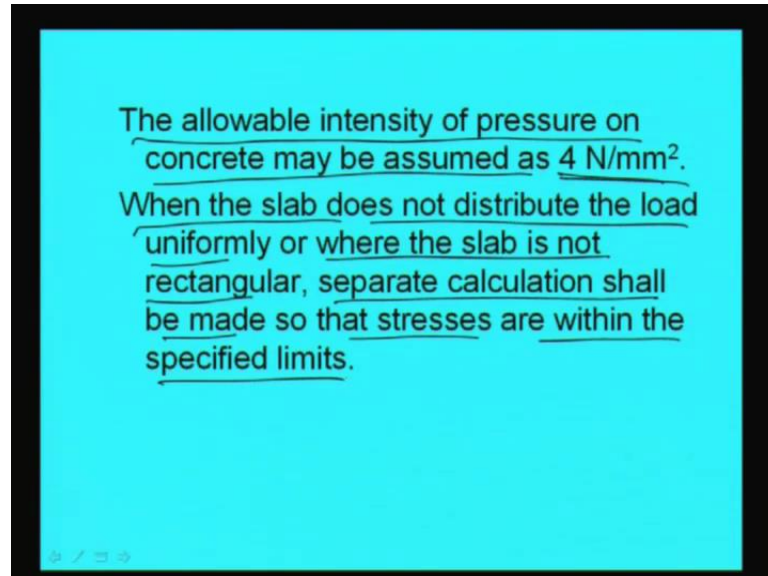 The allowable intensity of pressure on
concrete may be assumed as 4 N/mm².
When the slab does not distribute the load
uniformly or where the slab is not
rectangular, separate calculation shall
be made so that stresses are within the
specified limits.